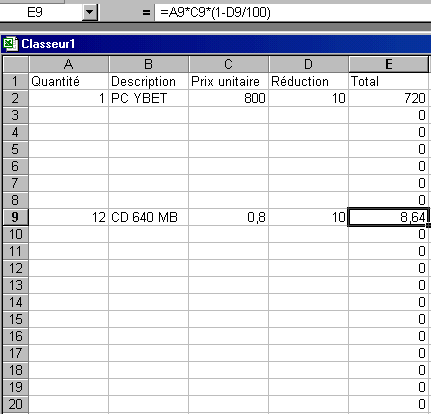 E9 = =A9*C9*(1-D9/100)
Classeur1
A B C D E
1 Quantité Description Prix unitaire Réduction Total
2 1 PC YBET 800 10 720
3 0
4 0
5 0
6 0
7 0
8 0
9 12 CD 640 MB 0,8 10 8,64
10 0
11 0
12 0
13 0
14 0
15 0
16 0
17 0
18 0
19 0
20 0